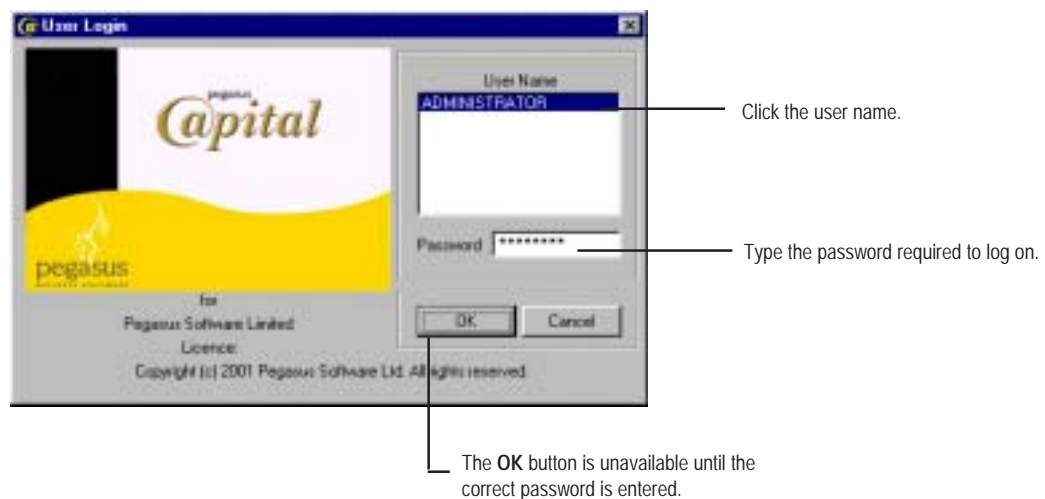 User Login
pegasus
Capital
pegasus
for
Pegasus Software Limited
Licence:
Copyright (c) 2001 Pegasus Software Ltd. All rights reserved.
User Name
ADMINISTRATOR
Password ********
OK Cancel
Click the user name.
Type the password required to log on.
The OK button is unavailable until the
correct password is entered.